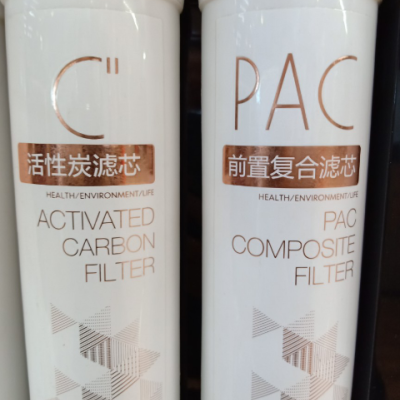 C"
活性炭滤芯
HEALTH/ENVIRONMENT/LIFE
ACTIVATED
CARBON
FILTER
PAC
前置复合滤芯
HEALTH/ENVIRONMENT/LIFE
PAC
COMPOSITE
FILTER